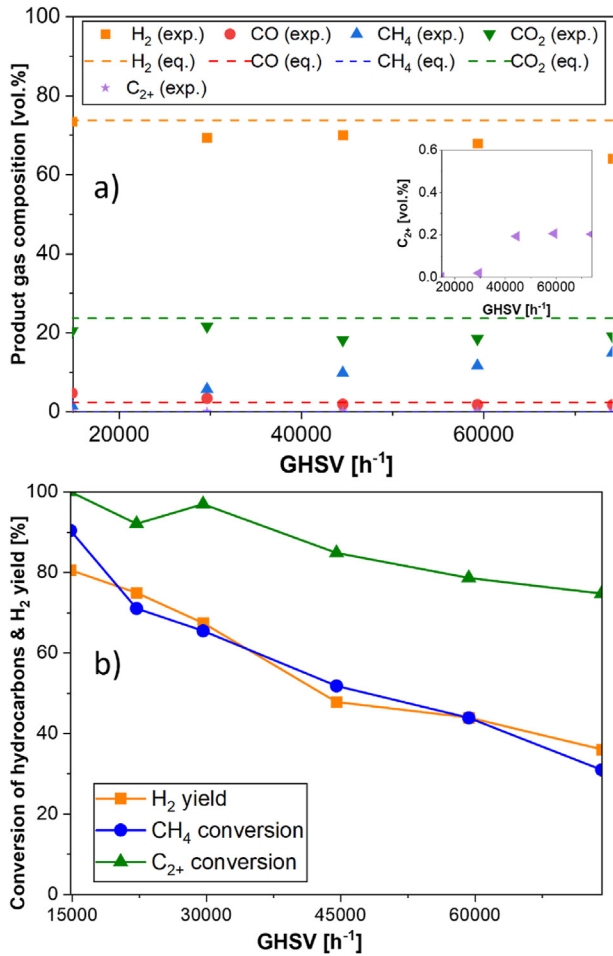 H₂ (exp.) CO (exp.) CH₄ (exp.) CO₂ (exp.)
H₂ (eq.) CO (eq.) CH₄ (eq.) CO₂ (eq.)
C₂₊ (exp.)
Product gas composition [vol.%]
100
80
60
40
20
0
a)
C₂₊ [vol.%]
0.6
0.4
0.2
0.0
20000 40000 60000
GHSV [h⁻¹]
20000 40000 60000
GHSV [h⁻¹]
Conversion of hydrocarbons & H₂ yield [%]
100
80
60
40
20
0
b)
H₂ yield
CH₄ conversion
C₂₊ conversion
15000 30000 45000 60000
GHSV [h⁻¹]